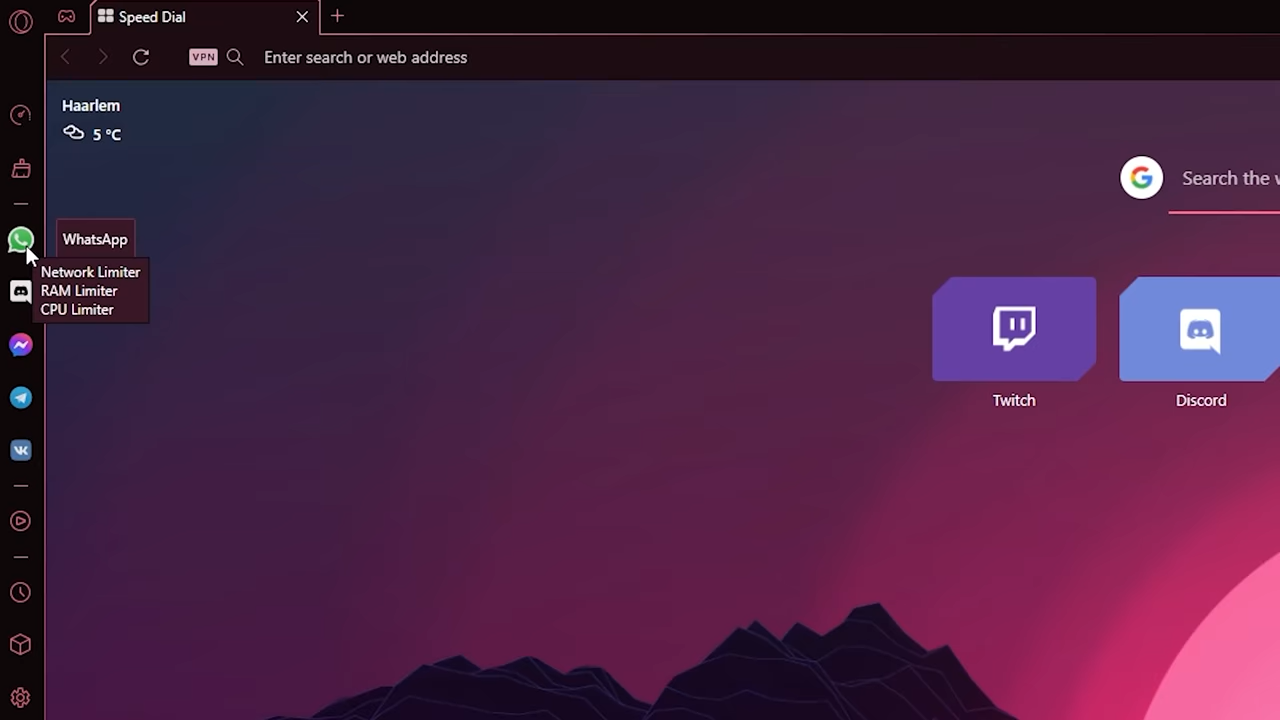 Speed Dial
VPN
Enter search or web address
Haarlem
5 °C
Search the w
WhatsApp
Network Limiter
RAM Limiter
CPU Limiter
Twitch
Discord